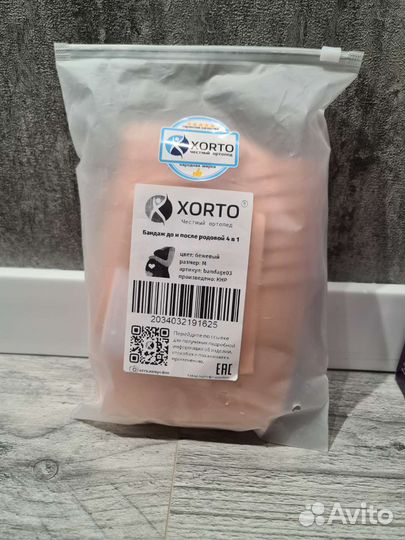 XORTO
Честный ортопед
XORTO
Честный ортопед
Бандаж до и после родовой 4 в 1
цвет: бежевый
размер: M
артикул: bandage03
произведено: КНР
2034032191625
Перейдите по ссылке
для получения подробной
информации об изделии,
способах и показаниях к
применению.
EAC
Avito